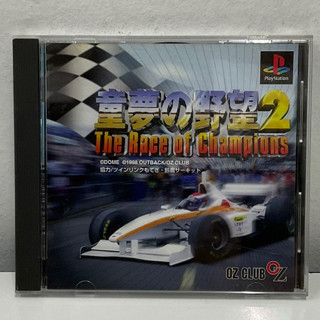 PlayStation
童夢の野望2
The Race of Champions
©DOME ©1998 OUTBACK/OZ CLUB
協力/ツインリンクもてぎ・鈴鹿サーキット
OZ CLUB OZ